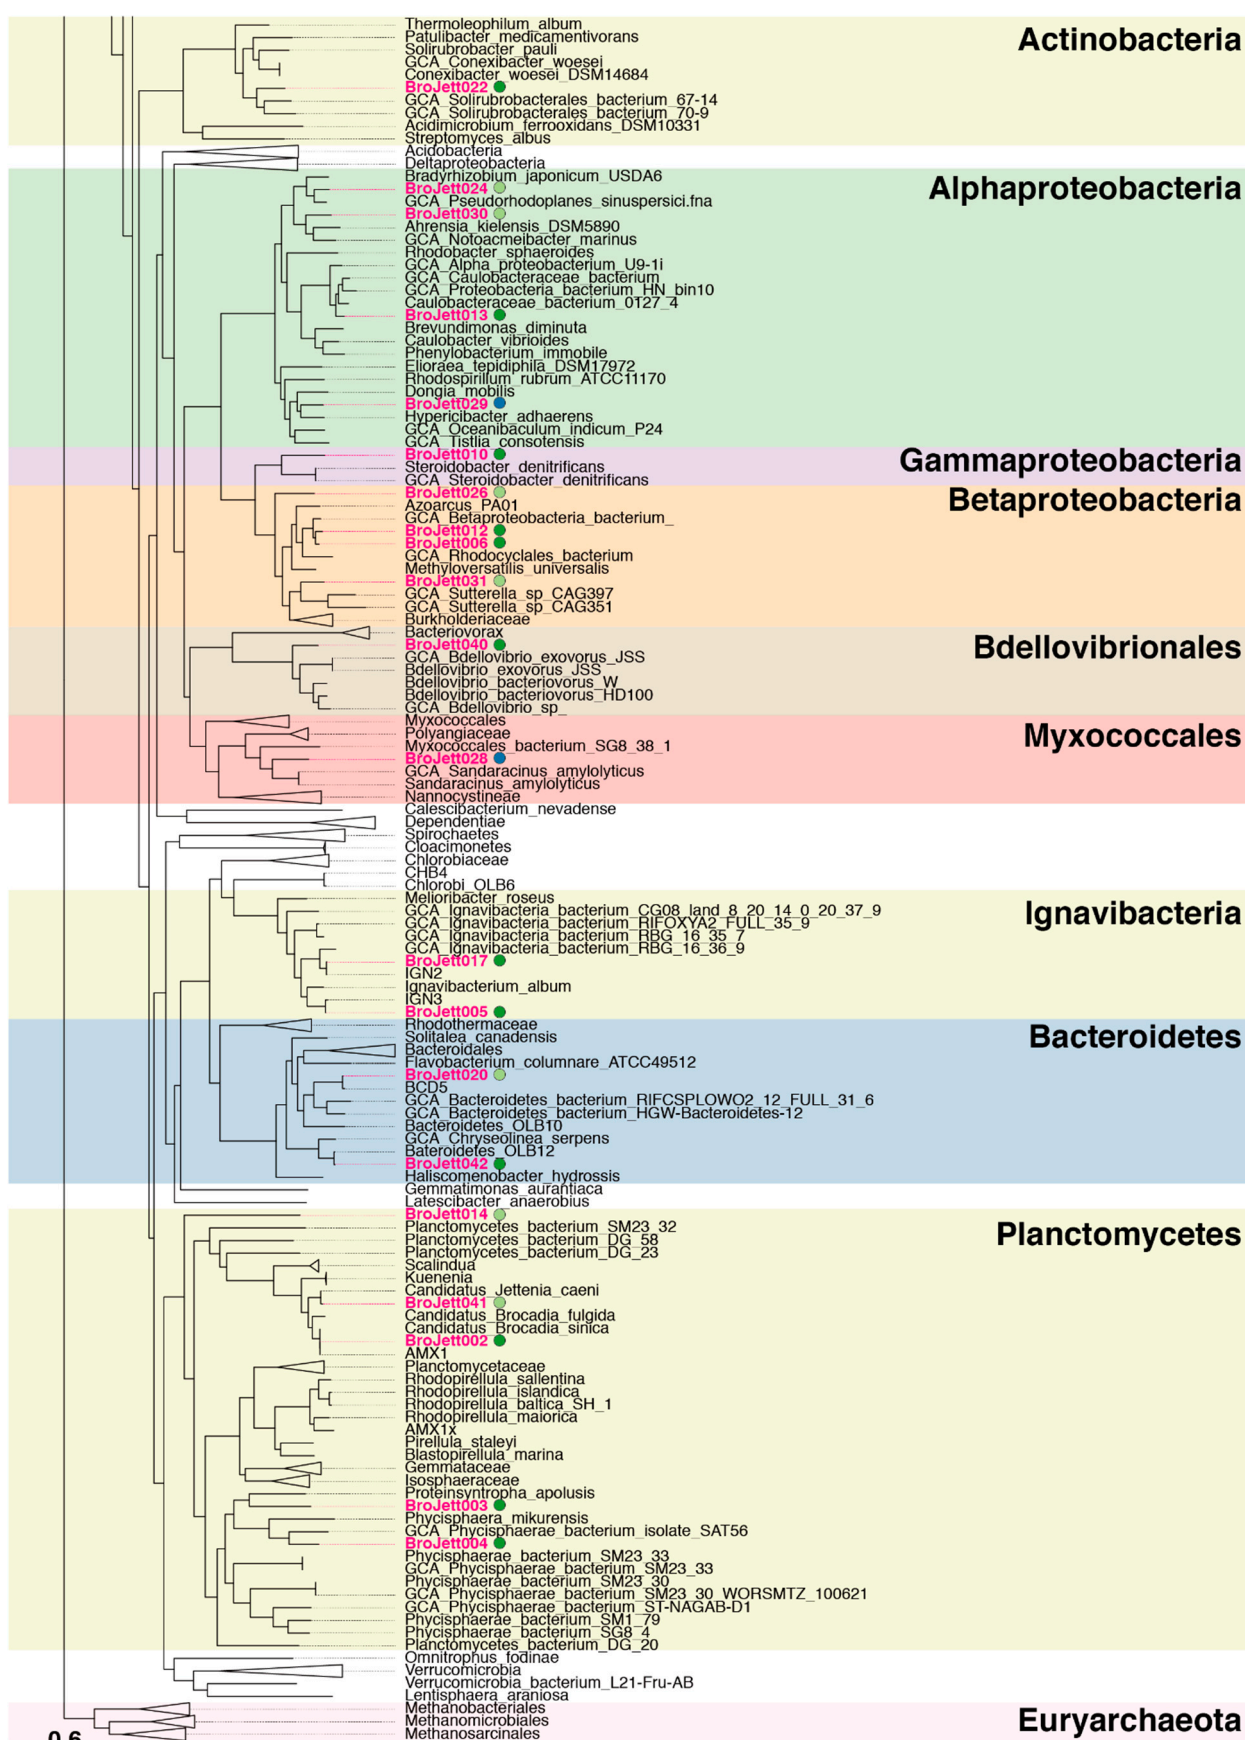 Thermoleophilum_album
Patulibacter_medicamentivorans
Actinobacteria
Solirubrobacter_pauli
GCA_Conexibacter_woesei
Conexibacter_woesei_DSM14684
BroJett022
GCA_Solirubrobacterales_bacterium_67-14
GCA_Solirubrobacterales_bacterium_70-9
Acidimicrobium_ferrooxidans_DSM10331
Streptomyces_albus
Acidobacteria
Deltaproteobacteria
Bradyrhizobium_japonicum_USDA6
BroJett024
Alphaproteobacteria
GCA_Pseudorhodoplanes_sinuspersici.fna
BroJett030
Ahrensia_kielensis_DSM5890
GCA_Notoacmeibacter_marinus
Rhodobacter_sphaeroides
GCA_Alpha_proteobacterium_U9-1i
GCA_Caulobacteraceae_bacterium
GCA_Proteobacteria_bacterium_HN_bin10
Caulobacteraceae_bacterium_0T27_4
BroJett013
Brevundimonas_diminuta
Caulobacter_vibrioides
Phenylobacterium_immobile
Elioraea_tepidiphila_DSM17972
Rhodospirillum_rubrum_ATCC11170
Dongia_mobilis
BroJett029
Hypericibacter_adhaerens
GCA_Oceanibaculum_indicum_P24
GCA_Tistlia_consotensis
BroJett010
Gammaproteobacteria
Steroidobacter_denitrificans
GCA_Steroidobacter_denitrificans
BroJett026
Betaproteobacteria
Azoarcus_PA01
GCA_Betaproteobacteria_bacterium_
BroJett012
BroJett006
GCA_Rhodocyclales_bacterium
Methyloversatilis_universalis
BroJett031
GCA_Sutterella_sp_CAG397
GCA_Sutterella_sp_CAG351
Burkholderiaceae
Bacteriovorax
BroJett040
Bdellovibrionales
GCA_Bdellovibrio_exovorus_JSS
Bdellovibrio_exovorus_JSS
Bdellovibrio_bacteriovorus_W
Bdellovibrio_bacteriovorus_HD100
GCA_Bdellovibrio_sp_
Myxococcales
Polyangiaceae
Myxococcales
Myxococcales_bacterium_SG8_38_1
BroJett028
GCA_Sandaracinus_amylolyticus
Sandaracinus_amylolyticus
Nannocystineae
Calescibacterium_nevadense
Dependentiae
Spirochaetes
Cloacimonetes
Chlorobiaceae
CHB4
Chlorobi_OLB6
Melioribacter_roseus
GCA_Ignavibacteria_bacterium_CG08_land_8_20_14_0_20_37_9
Ignavibacteria
GCA_Ignavibacteria_bacterium_RIFOXYA2_FULL_35_9
GCA_Ignavibacteria_bacterium_RBG_16_35_7
GCA_Ignavibacteria_bacterium_RBG_16_36_9
BroJett017
IGN2
Ignavibacterium_album
IGN3
BroJett005
Rhodothermaceae
Solitalea_canadensis
Bacteroidetes
Bacteroidales
Flavobacterium_columnare_ATCC49512
BroJett020
BCD5
GCA_Bacteroidetes_bacterium_RIFCSPLOWO2_12_FULL_31_6
GCA_Bacteroidetes_bacterium_HGW-Bacteroidetes-12
Bacteroidetes_OLB10
GCA_Chryseolinea_serpens
Bateroidetes_OLB12
BroJett042
Haliscomenobacter_hydrossis
Gemmatimonas_aurantiaca
Latescibacter_anaerobius
BroJett014
Planctomycetes_bacterium_SM23_32
Planctomycetes
Planctomycetes_bacterium_DG_58
Planctomycetes_bacterium_DG_23
Scalindua
Kuenenia
Candidatus_Jettenia_caeni
BroJett041
Candidatus_Brocadia_fulgida
Candidatus_Brocadia_sinica
BroJett002
AMX1
Planctomycetaceae
Rhodopirellula_sallentina
Rhodopirellula_islandica
Rhodopirellula_baltica_SH_1
Rhodopirellula_maiorica
AMX1x
Pirellula_staleyi
Blastopirellula_marina
Gemmataceae
Isosphaeraceae
Proteinsyntropha_apolusis
BroJett003
Phycisphaera_mikurensis
GCA_Phycisphaerae_bacterium_isolate_SAT56
BroJett004
Phycisphaerae_bacterium_SM23_33
GCA_Phycisphaerae_bacterium_SM23_33
Phycisphaerae_bacterium_SM23_30
GCA_Phycisphaerae_bacterium_SM23_30_WORSMTZ_100621
GCA_Phycisphaerae_bacterium_ST-NAGAB-D1
Phycisphaerae_bacterium_SM1_79
Phycisphaerae_bacterium_SG8_4
Planctomycetes_bacterium_DG_20
Omnitrophus_fodinae
Verrucomicrobia
Verrucomicrobia_bacterium_L21-Fru-AB
Lentisphaera_araniosa
Methanobacteriales
Methanomicrobiales
Euryarchaeota
Methanosarcinales
0.6